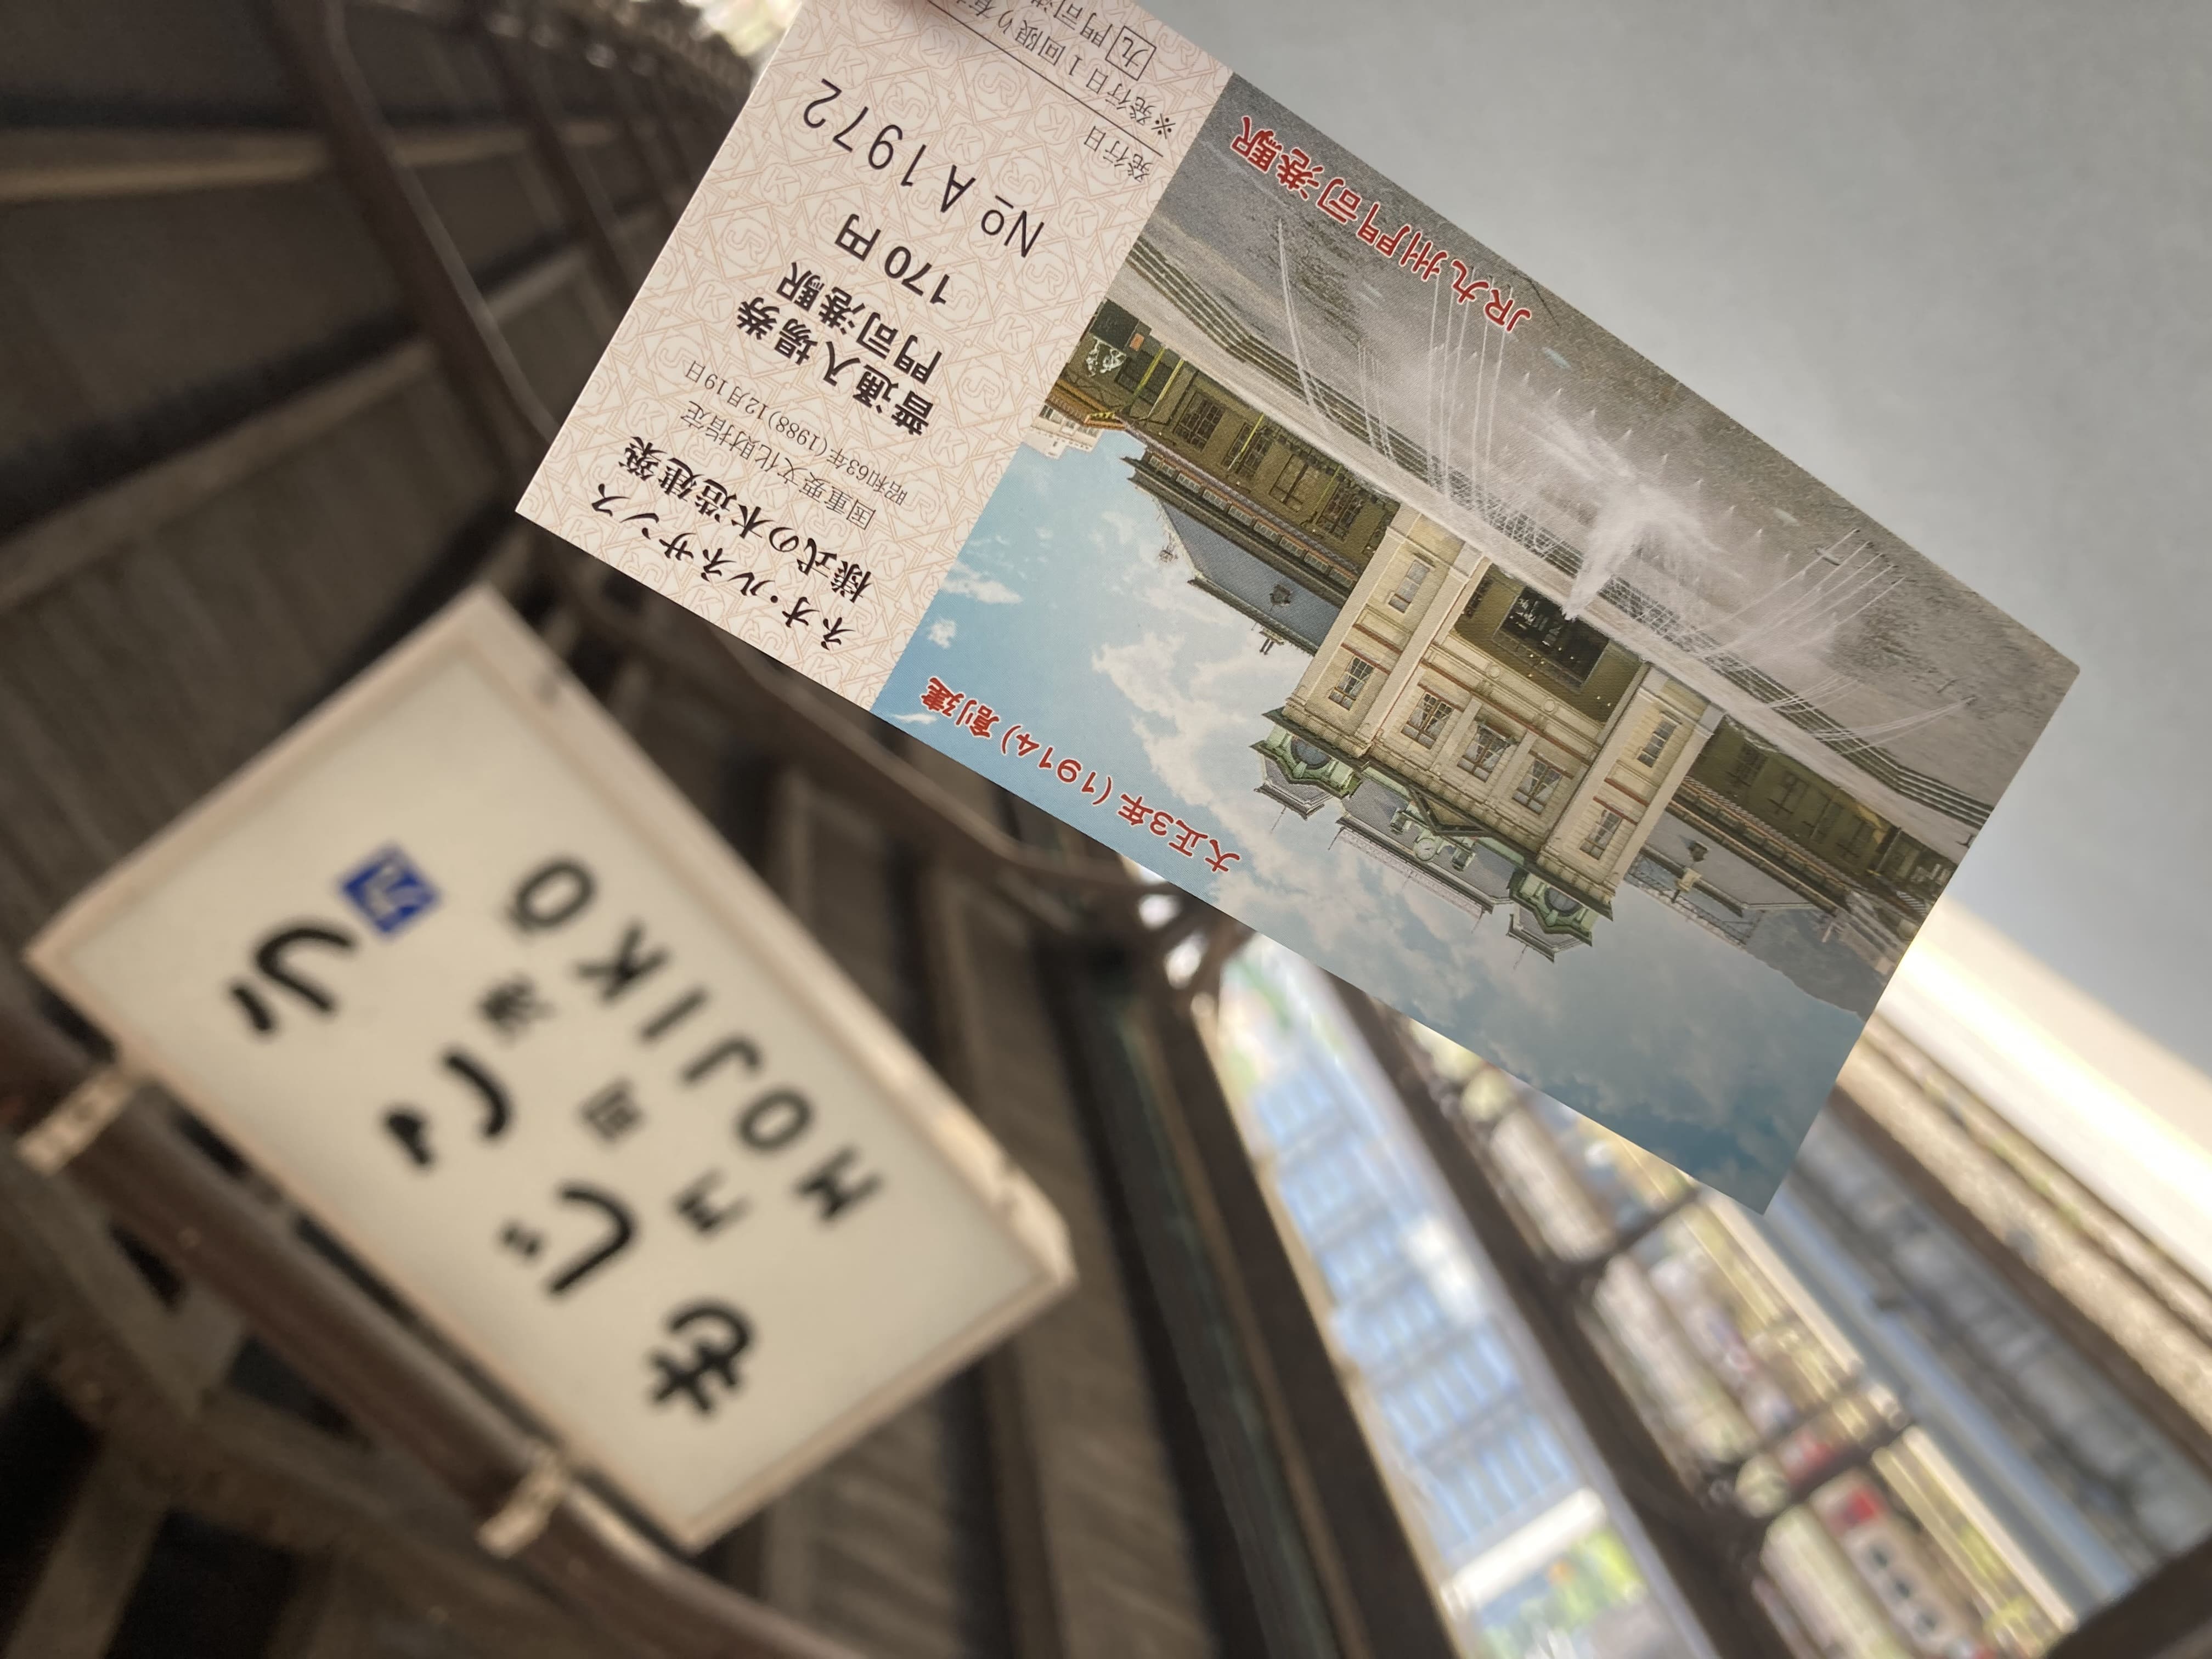 もじこう
九
門司港
MOJIKŌ
大正3年(1914)創建
JR九州門司港駅
ネオ・ルネサンス
様式の木造建築
国重要文化財指定
昭和63年(1988)12月19日
普通入場券
門司港駅
170円
№ A 1972
発行日
※発行日1回限り有
九門司港